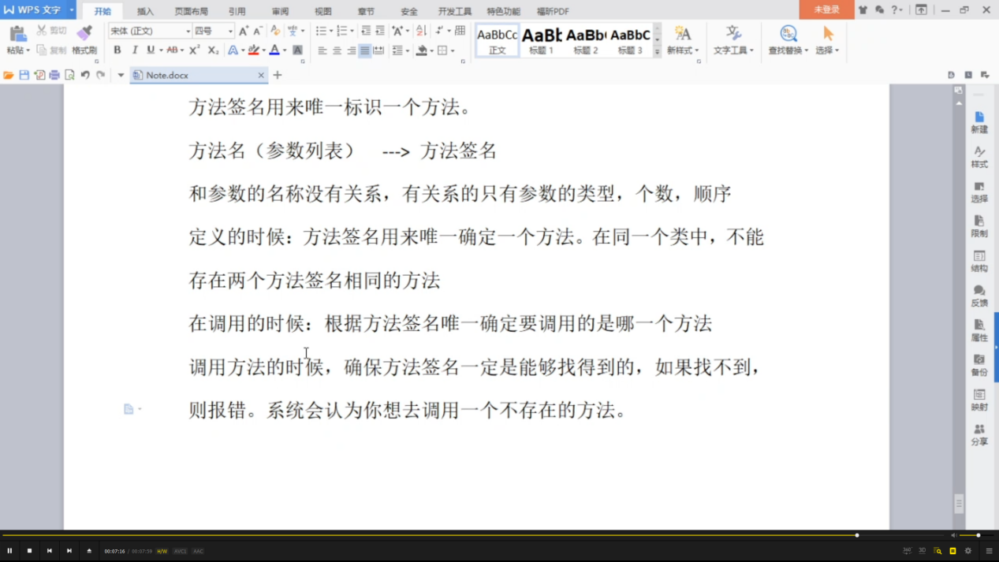 WPS 文字
开始
插入
页面布局
引用
审阅
视图
章节
安全
开发工具
特色功能
福昕PDF
未登录
粘贴
剪切
复制
格式刷
宋体 (正文)
四号
AaBbCc
正文
AaBb
标题 1
AaBb
标题 2
AaBbC
标题 3
新样式
文字工具
查找替换
选择
Note.docx
方法签名用来唯一标识一个方法。
方法名（参数列表） ---> 方法签名
和参数的名称没有关系，有关系的只有参数的类型，个数，顺序
定义的时候：方法签名用来唯一确定一个方法。在同一个类中，不能
存在两个方法签名相同的方法
在调用的时候：根据方法签名唯一确定要调用的是哪一个方法
调用方法的时候，确保方法签名一定是能够找得到的，如果找不到，
则报错。系统会认为你想去调用一个不存在的方法。
新建
样式
选择
限制
结构
反馈
属性
备份
映射
分享
00:07:16 / 00:07:59 H/W AVC1 AAC
360°
3D